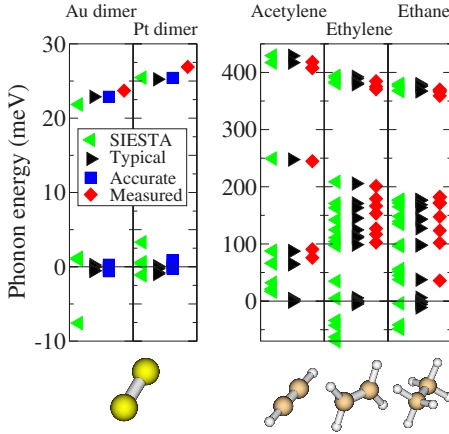 Au dimer
Pt dimer
Acetylene
Ethylene
Ethane
Phonon energy (meV)
30
20
10
0
-10
SIESTA
Typical
Accurate
Measured
400
300
200
100
0